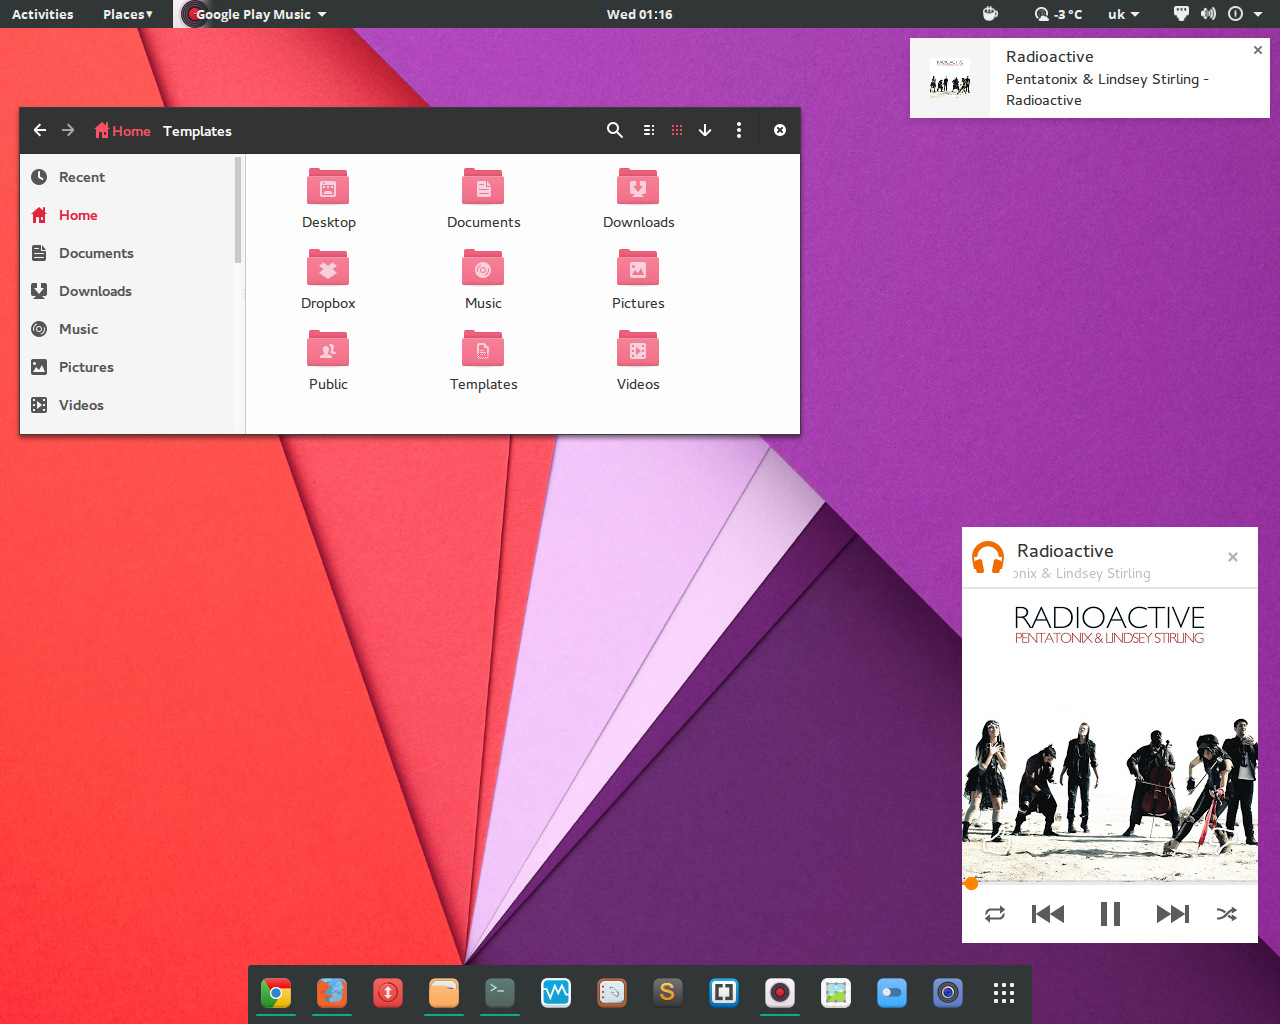 Activities
Places▾
Google Play Music
Wed 01:16
-3 °C
uk
Radioactive
Pentatonix & Lindsey Stirling -
Radioactive
Home
Templates
Recent
Home
Documents
Downloads
Music
Pictures
Videos
Desktop
Documents
Downloads
Dropbox
Music
Pictures
Public
Templates
Videos
Radioactive
onix & Lindsey Stirling
RADIOACTIVE
PENTATONIX & LINDSEY STIRLING
>_
S